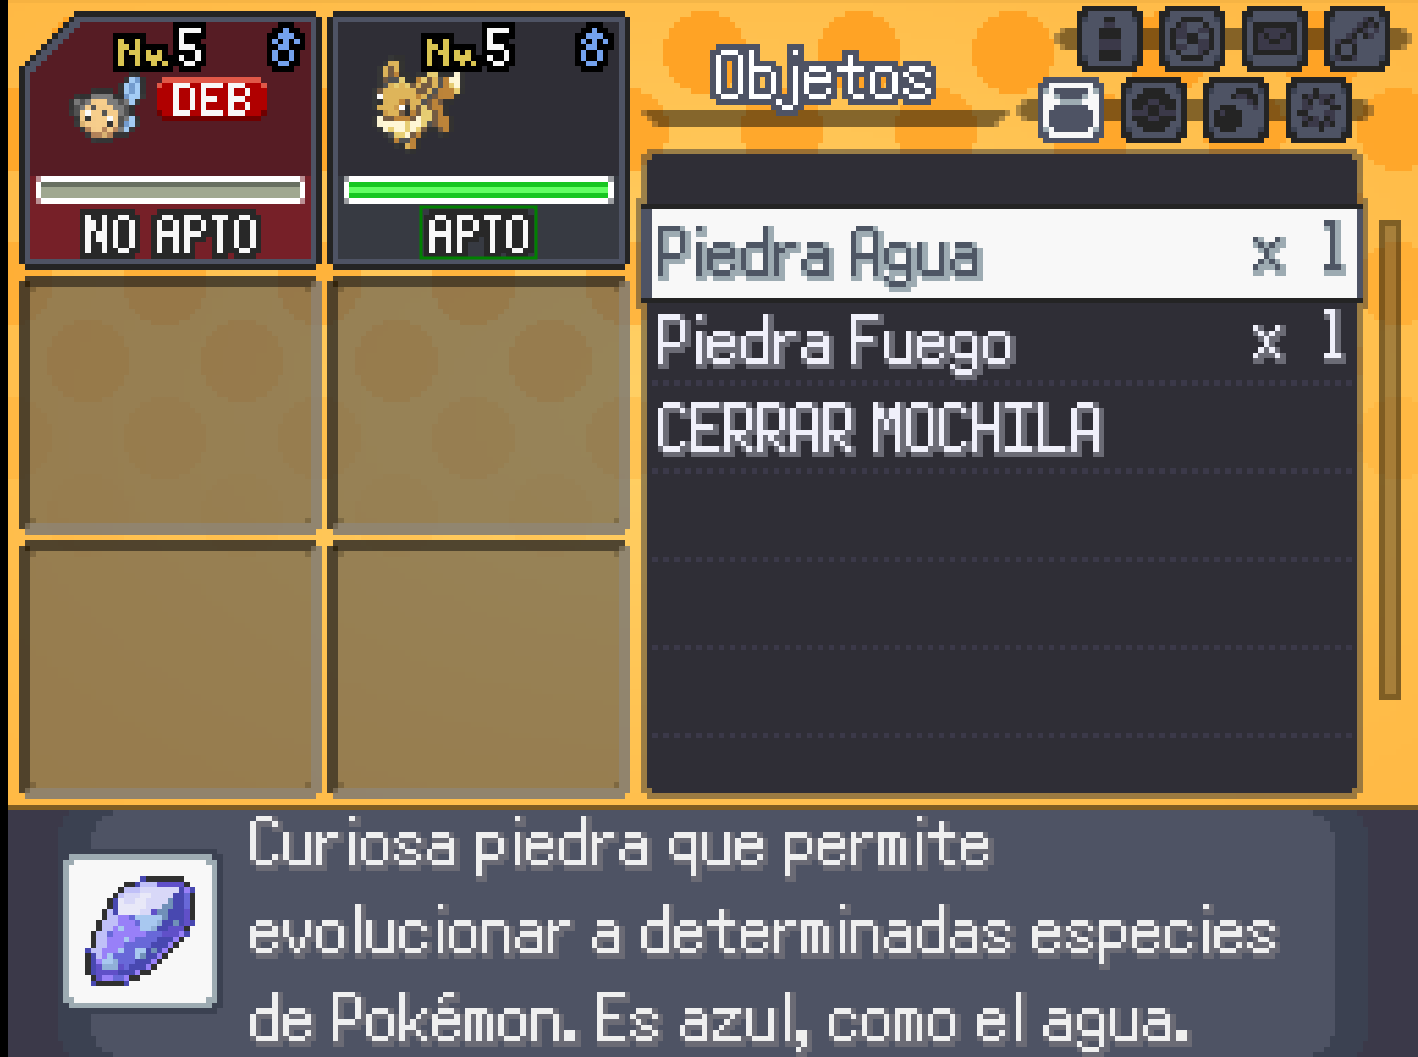 Nv.5
DEB
NO APTO
Nv.5
APTO
Objetos
Piedra Agua x 1
Piedra Fuego x 1
CERRAR MOCHILA
Curiosa piedra que permite
evolucionar a determinadas especies
de Pokémon. Es azul, como el agua.